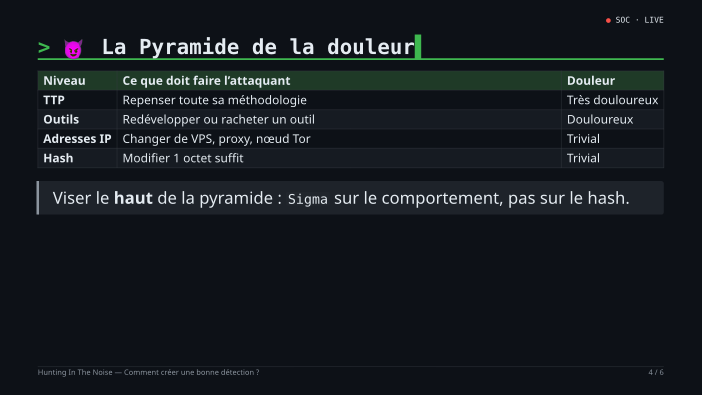 ● SOC · LIVE
> 😈 La Pyramide de la douleur
Niveau Ce que doit faire l’attaquant Douleur
TTP Repenser toute sa méthodologie Très douloureux
Outils Redévelopper ou racheter un outil Douloureux
Adresses IP Changer de VPS, proxy, nœud Tor Trivial
Hash Modifier 1 octet suffit Trivial
Viser le haut de la pyramide : Sigma sur le comportement, pas sur le hash.
Hunting In The Noise — Comment créer une bonne détection ? 4 / 6